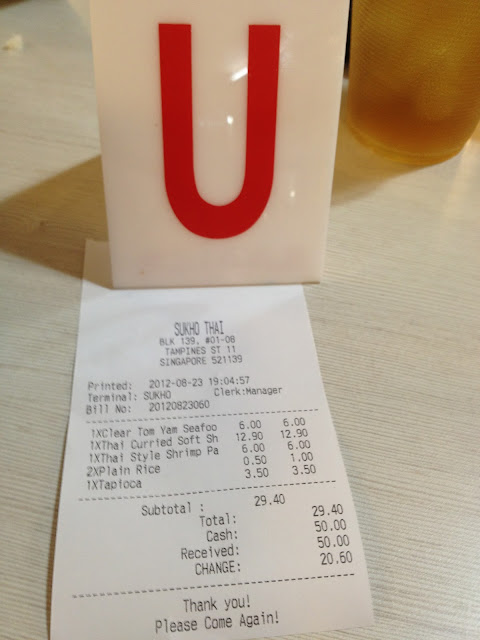 U
SUKHO THAI
BLK 139, #01-08
TAMPINES ST 11
SINGAPORE 521139
Printed: 2012-08-23 19:04:57
Terminal: SUKHO Clerk:Manager
Bill No: 20120823060
1XClear Tom Yam Seafoo 6.00 6.00
1XThai Curried Soft Sh 12.90 12.90
1XThai Style Shrimp Pa 6.00 6.00
2XPlain Rice 0.50 1.00
1XTapioca 3.50 3.50
Subtotal : 29.40
Total: 29.40
Cash: 50.00
Received: 50.00
CHANGE: 20.60
Thank you!
Please Come Again!